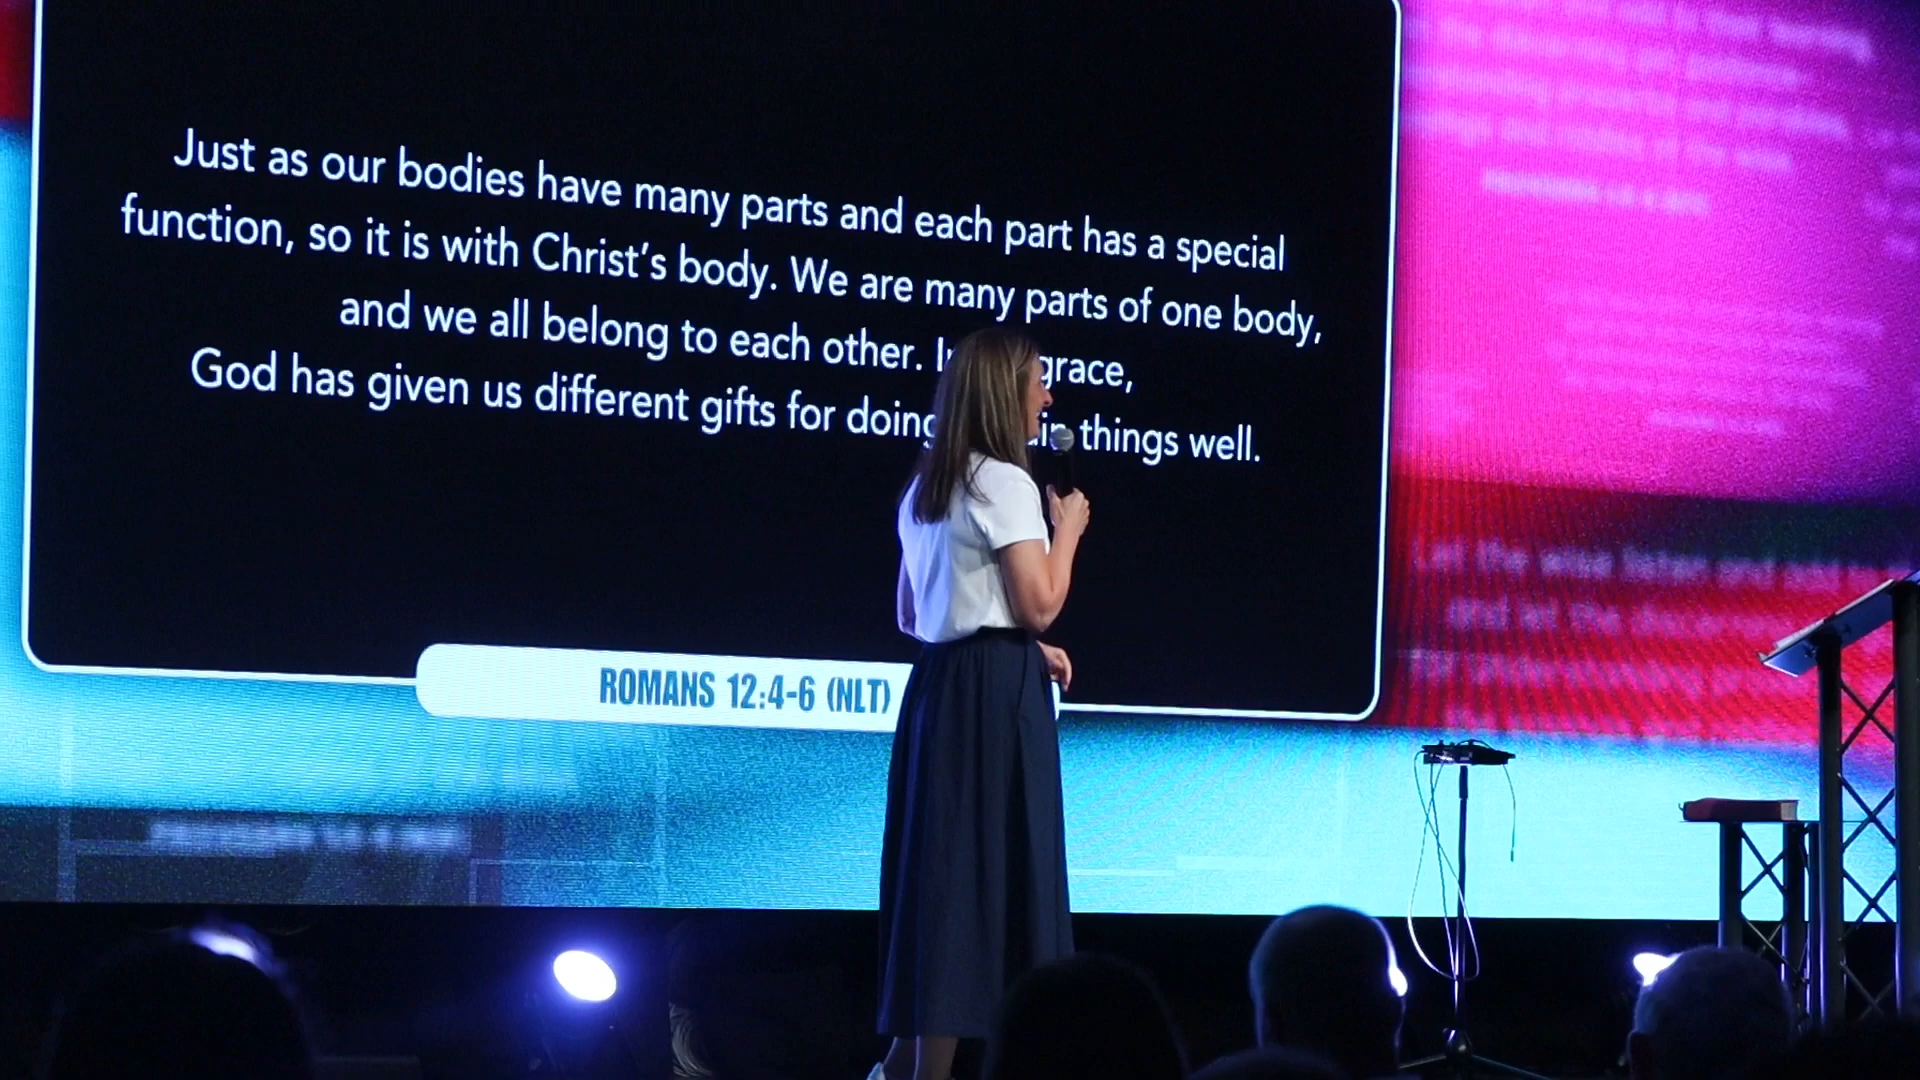 Just as our bodies have many parts and each part has a special
function, so it is with Christ's body. We are many parts of one body,
and we all belong to each other. grace,
God has given us different gifts for doing things well.
ROMANS 12:4-6 (NLT)